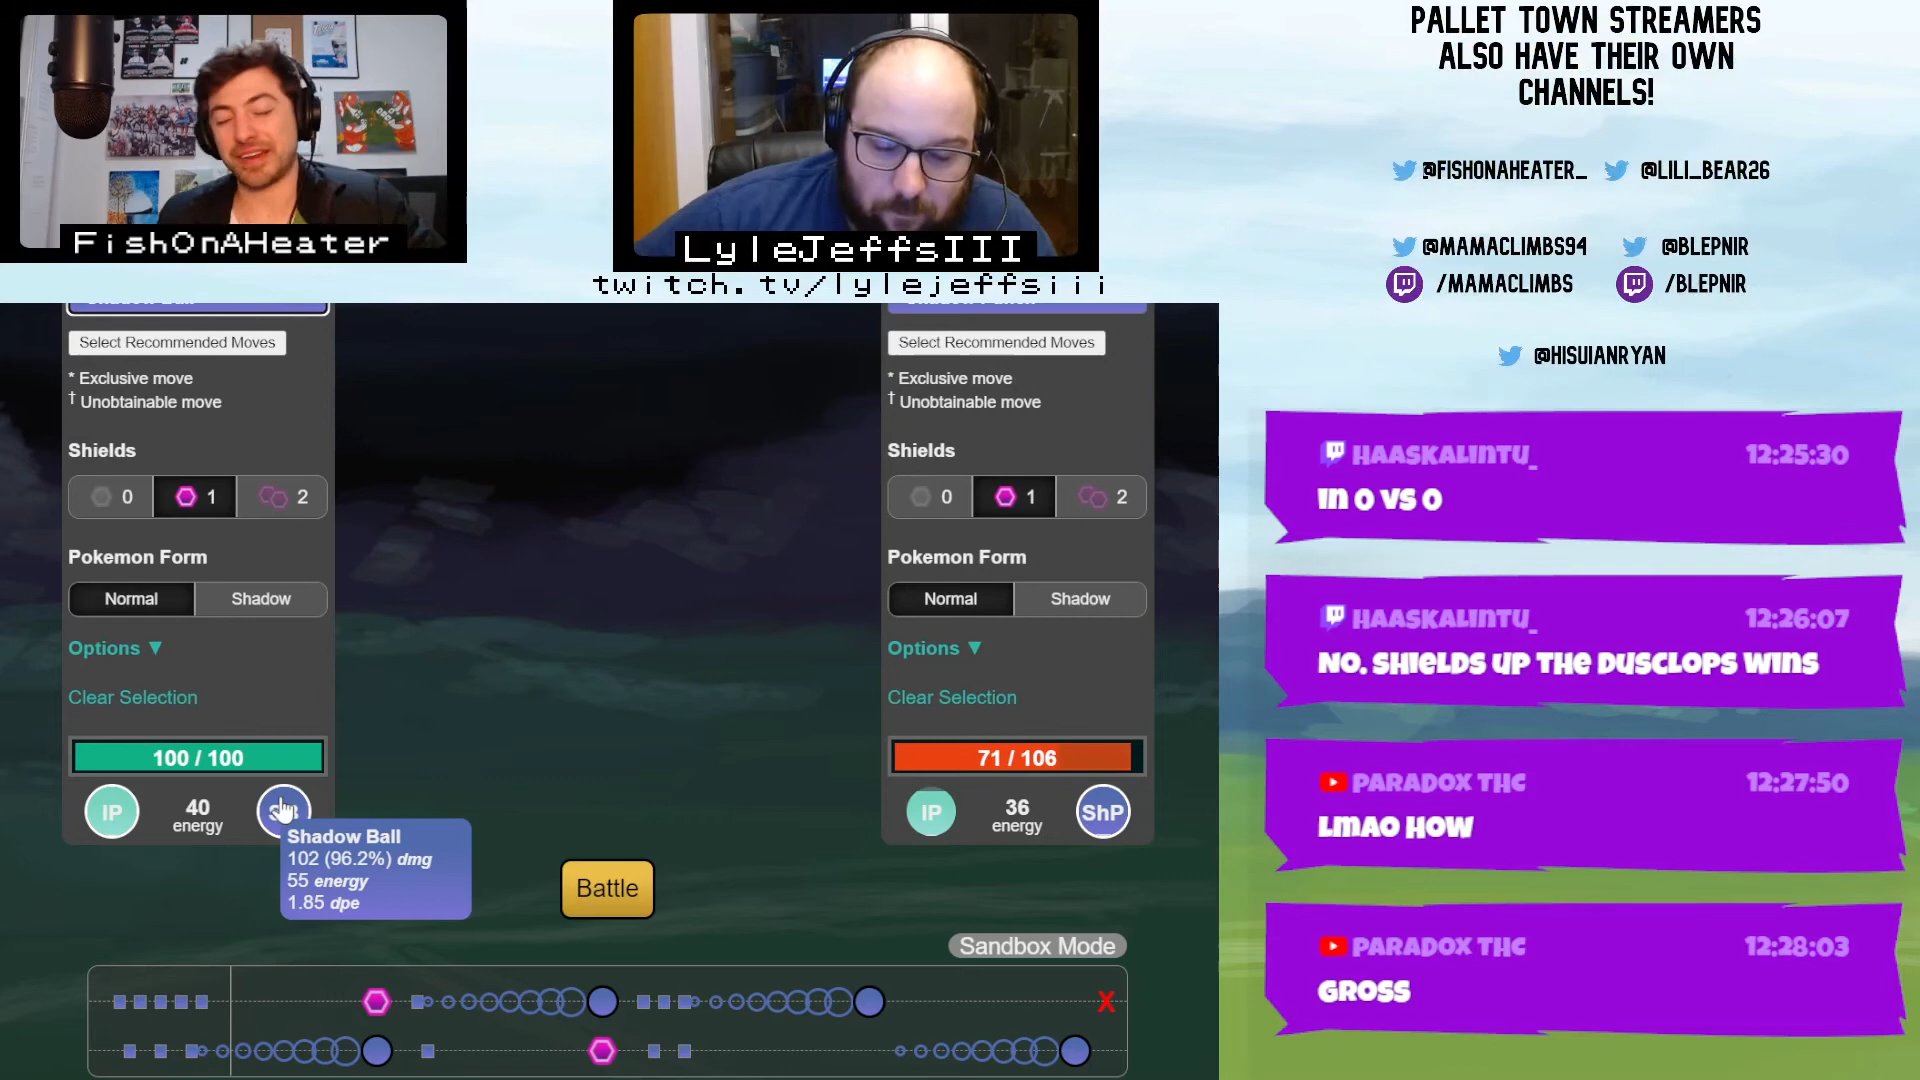 FishOnAHeater
LyleJeffsIII
twitch.tv/lylejeffsiii
PALLET TOWN STREAMERS
ALSO HAVE THEIR OWN
CHANNELS!
@FISHONAHEATER_ @LILI_BEAR26
@MAMACLIMBS94 @BLEPNIR
/MAMACLIMBS /BLEPNIR
@HISUIANRYAN
Select Recommended Moves
* Exclusive move
† Unobtainable move
Shields
0 1 2
Pokemon Form
Normal Shadow
Options ▼
Clear Selection
100 / 100
IP 40 energy
Shadow Ball
102 (96.2%) dmg
55 energy
1.85 dpe
Select Recommended Moves
* Exclusive move
† Unobtainable move
Shields
0 1 2
Pokemon Form
Normal Shadow
Options ▼
Clear Selection
71 / 106
IP 36 energy ShP
Battle
Sandbox Mode
X
HAASKALINTU_ 12:25:30
in 0 vs 0
HAASKALINTU_ 12:26:07
no. shields up the dusclops wins
PARADOX THC 12:27:50
lmao how
PARADOX THC 12:28:03
gross